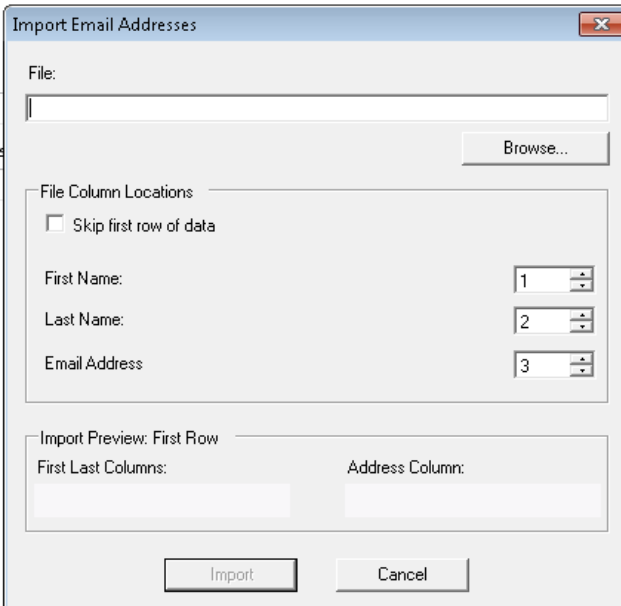 Import Email Addresses
File:
Browse...
File Column Locations
Skip first row of data
First Name: 1
Last Name: 2
Email Address 3
Import Preview: First Row
First Last Columns: Address Column:
Import Cancel